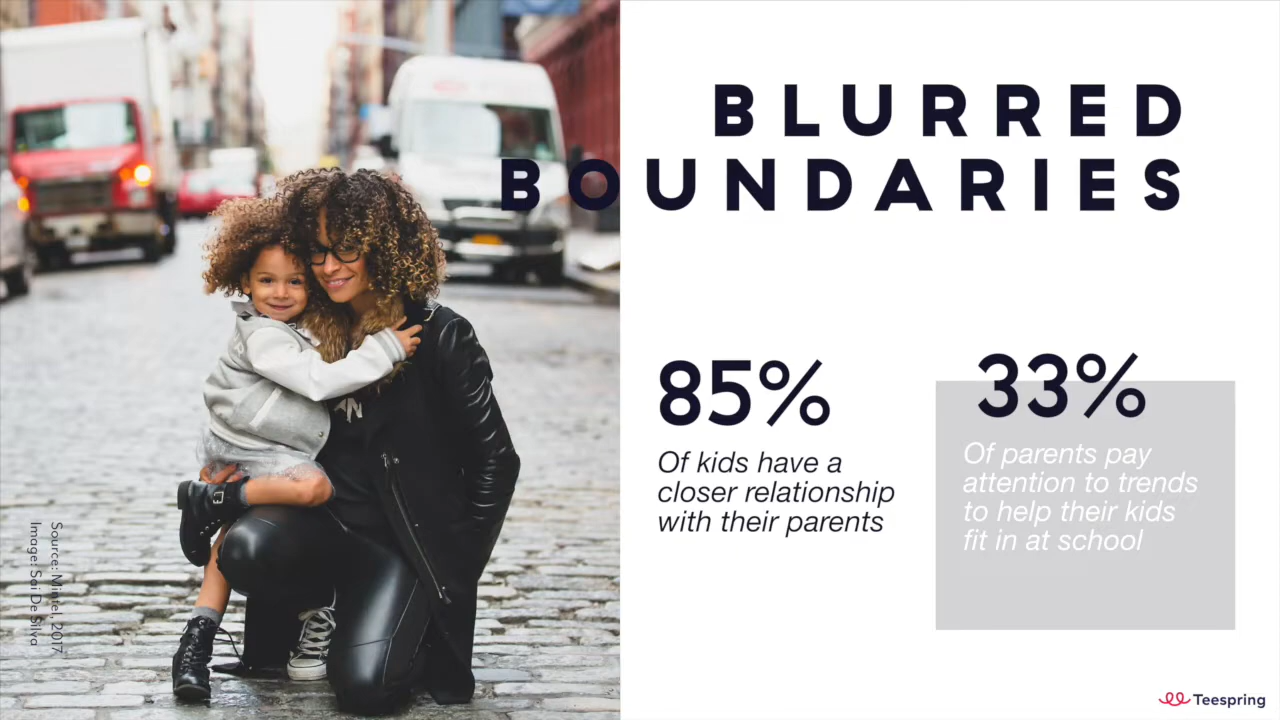 BLURRED
BOUNDARIES
85%
Of kids have a
closer relationship
with their parents
33%
Of parents pay
attention to trends
to help their kids
fit in at school
Source: Mintel, 2017.
Image: Sai De Silva
Teespring